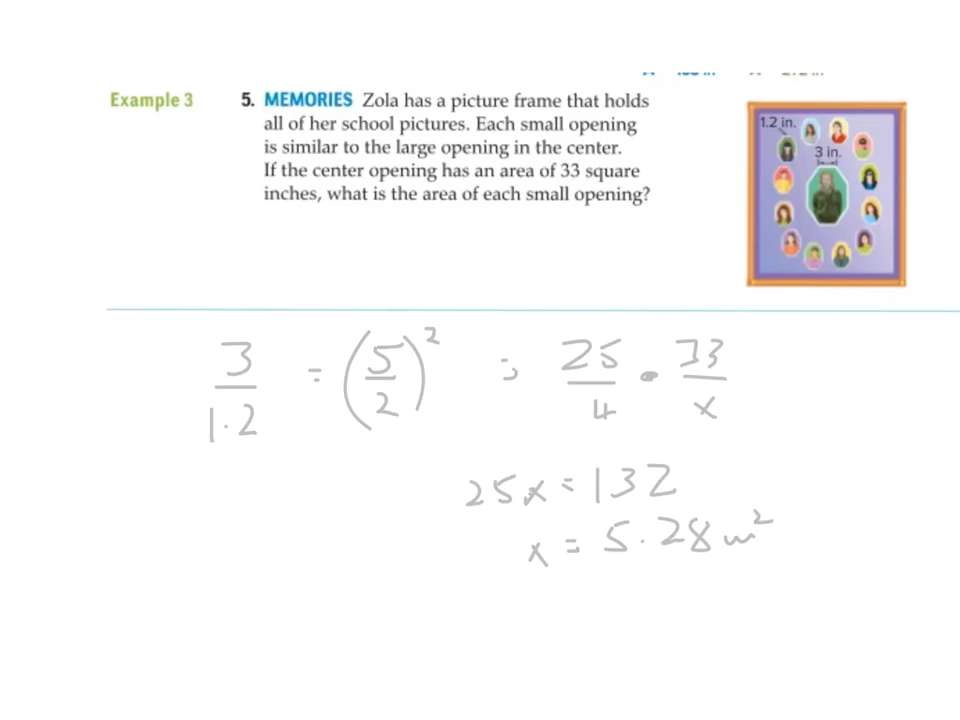 Example 3
5. MEMORIES Zola has a picture frame that holds
all of her school pictures. Each small opening
is similar to the large opening in the center.
If the center opening has an area of 33 square
inches, what is the area of each small opening?
1.2 in.
3 in.
3/1.2 = (5/2)² = 25/4 = 33/x
25x = 132
x = 5.28 m²